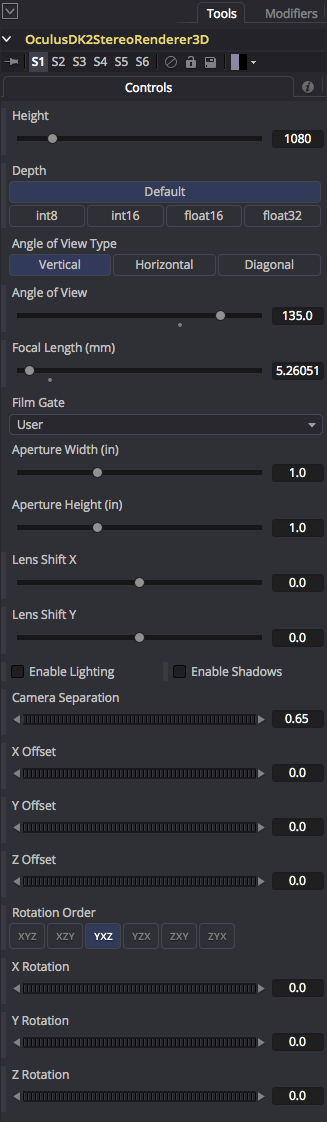 Tools Modifiers
OculusDK2StereoRenderer3D
S1 S2 S3 S4 S5 S6
Controls
Height
1080
Depth
Default
int8 int16 float16 float32
Angle of View Type
Vertical Horizontal Diagonal
Angle of View
135.0
Focal Length (mm)
5.26051
Film Gate
User
Aperture Width (in)
1.0
Aperture Height (in)
1.0
Lens Shift X
0.0
Lens Shift Y
0.0
Enable Lighting Enable Shadows
Camera Separation
0.65
X Offset
0.0
Y Offset
0.0
Z Offset
0.0
Rotation Order
XYZ XZY YXZ YZX ZXY ZYX
X Rotation
0.0
Y Rotation
0.0
Z Rotation
0.0